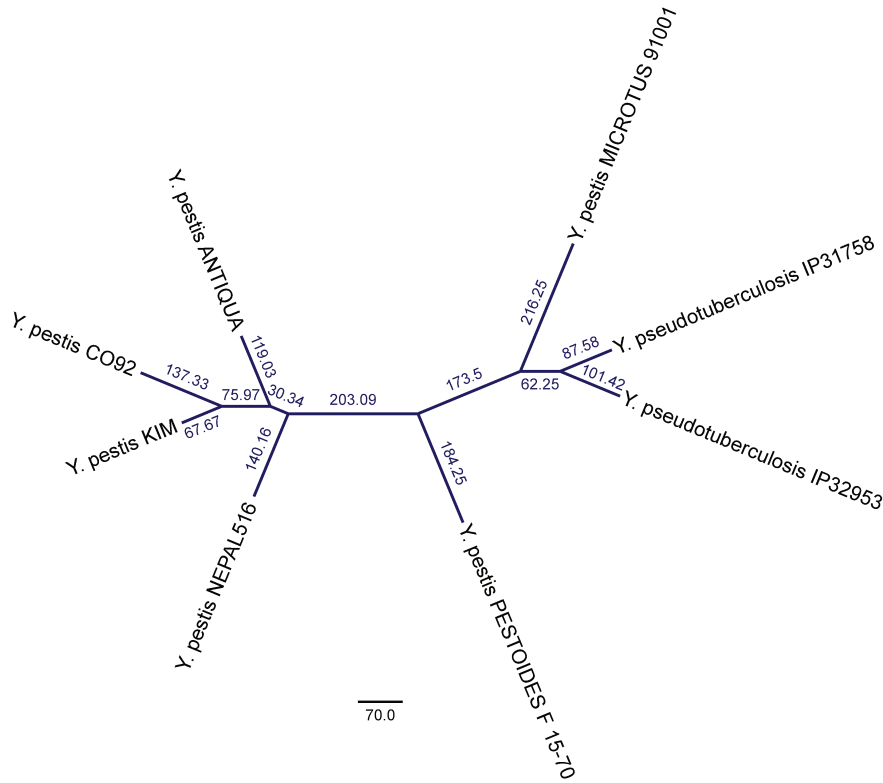 Y. pestis MICROTUS 91001
Y. pestis ANTIQUA
Y. pseudotuberculosis IP31758
216.25
Y. pestis CO92
119.03
87.58
137.33
173.5
101.42
62.25
75.97
30.34
203.09
Y. pseudotuberculosis IP32953
Y. pestis KIM
67.67
140.16
184.25
Y. pestis NEPAL516
Y. pestis PESTOIDES F 15-70
70.0